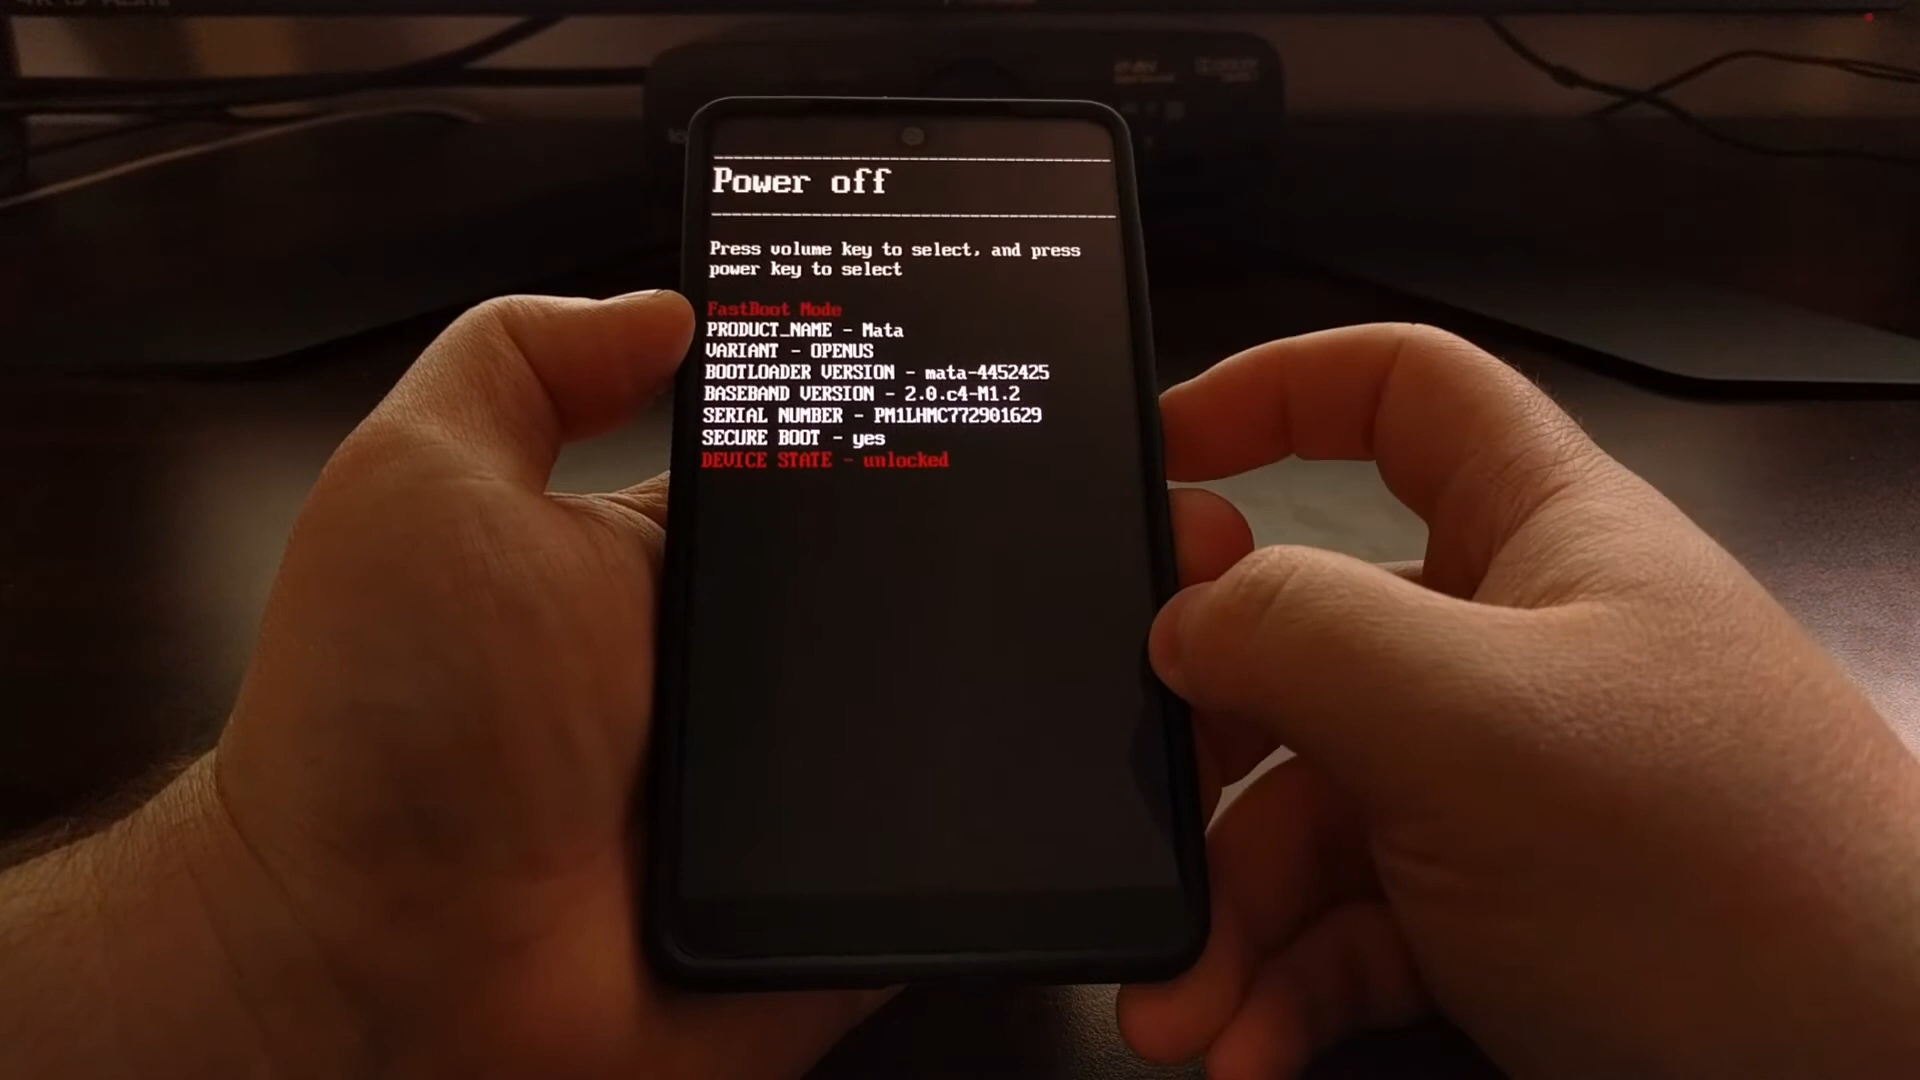 Power off
Press volume key to select, and press
power key to select
FastBoot Mode
PRODUCT_NAME - Mata
VARIANT - OPENUS
BOOTLOADER VERSION - mata-4452425
BASEBAND VERSION - 2.0.c4-M1.2
SERIAL NUMBER - PM1LHMC772901629
SECURE BOOT - yes
DEVICE STATE - unlocked